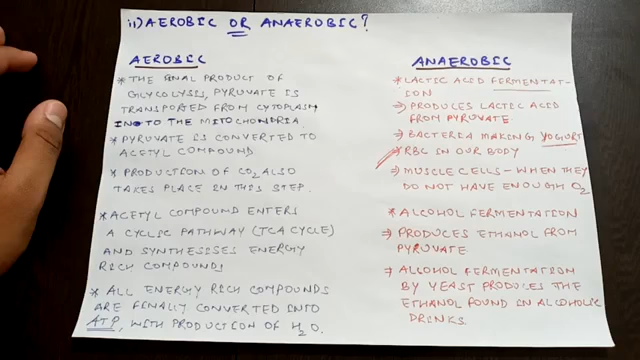 ii) AEROBIC OR ANAEROBIC?
AEROBIC
* THE FINAL PRODUCT OF
GLYCOLYSIS, PYRUVATE IS
TRANSPORTED FROM CYTOPLASM
INTO THE MITOCHONDRIA.
* PYRUVATE IS CONVERTED TO
ACETYL COMPOUND
* PRODUCTION OF CO2 ALSO
TAKES PLACE IN THIS STEP.
* ACETYL COMPOUND ENTERS
A CYCLIC PATHWAY (TCA CYCLE)
AND SYNTHESISES ENERGY
RICH COMPOUNDS
* ALL ENERGY RICH COMPOUNDS
ARE FINALLY CONVERTED INTO
ATP, WITH PRODUCTION OF H2O.
ANAEROBIC
* LACTIC ACID FERMENTAT-
ION
⇒ PRODUCES LACTIC ACID
FROM PYRUVATE
⇒ BACTERIA MAKING YOGURT
⇒ RBC IN OUR BODY
⇒ MUSCLE CELLS - WHEN THEY
DO NOT HAVE ENOUGH O2
* ALCOHOL FERMENTATION
⇒ PRODUCES ETHANOL FROM
PYRUVATE
⇒ ALCOHOL FERMENTATION
BY YEAST PRODUCES THE
ETHANOL FOUND IN ALCOHOLIC
DRINKS.